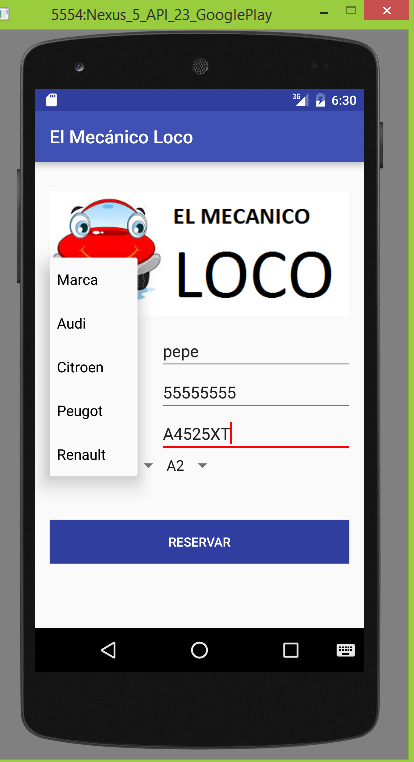 5554:Nexus_5_API_23_GooglePlay
3G 6:30
El Mecánico Loco
EL MECANICO
LOCO
Marca
Audi
Citroen
Peugot
Renault
pepe
55555555
A4525XT
A2
RESERVAR